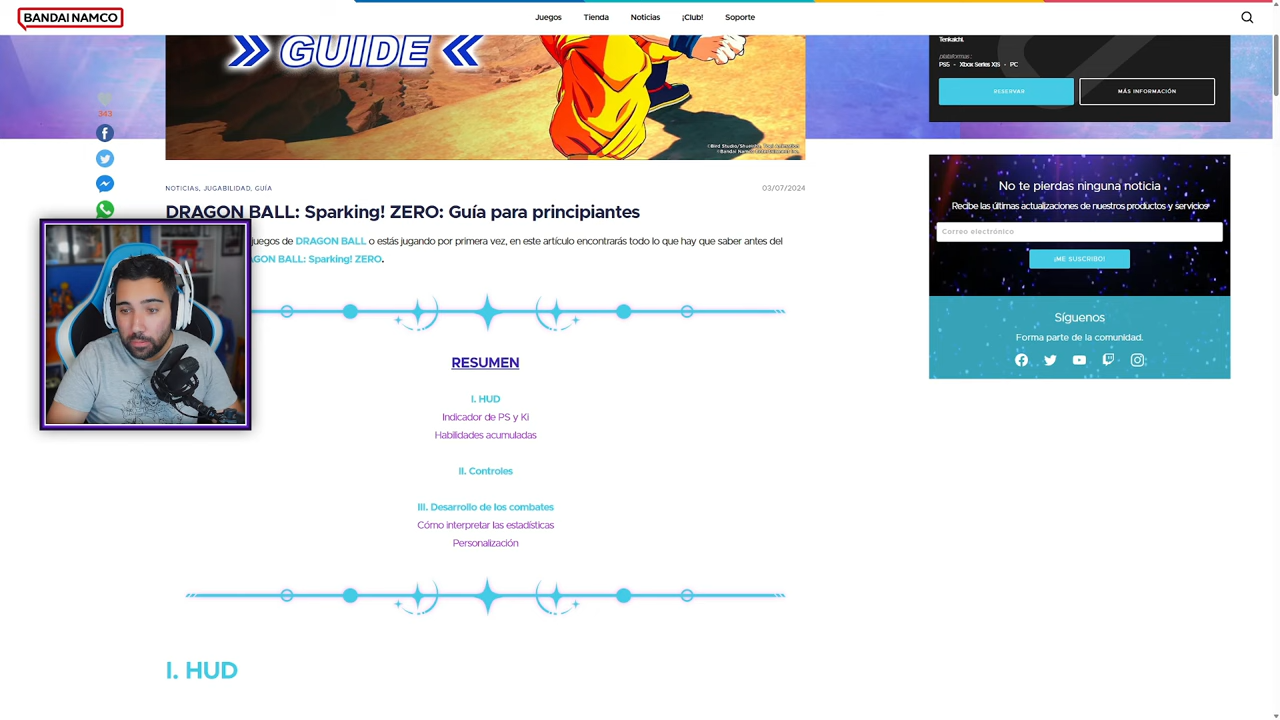 BANDAI NAMCO
Juegos
Tienda
Noticias
¡Club!
Soporte
GUIDE
Tenkaichi.
plataformas :
PS5 - Xbox Series X|S - PC
RESERVAR
MÁS INFORMACIÓN
343
NOTICIAS, JUGABILIDAD, GUÍA
03/07/2024
DRAGON BALL: Sparking! ZERO: Guía para principiantes
juegos de DRAGON BALL o estás jugando por primera vez, en este artículo encontrarás todo lo que hay que saber antes del
AGON BALL: Sparking! ZERO.
RESUMEN
I. HUD
Indicador de PS y Ki
Habilidades acumuladas
II. Controles
III. Desarrollo de los combates
Cómo interpretar las estadísticas
Personalización
I. HUD
No te pierdas ninguna noticia
Recibe las últimas actualizaciones de nuestros productos y servicios
Correo electrónico
¡ME SUSCRIBO!
Síguenos
Forma parte de la comunidad.